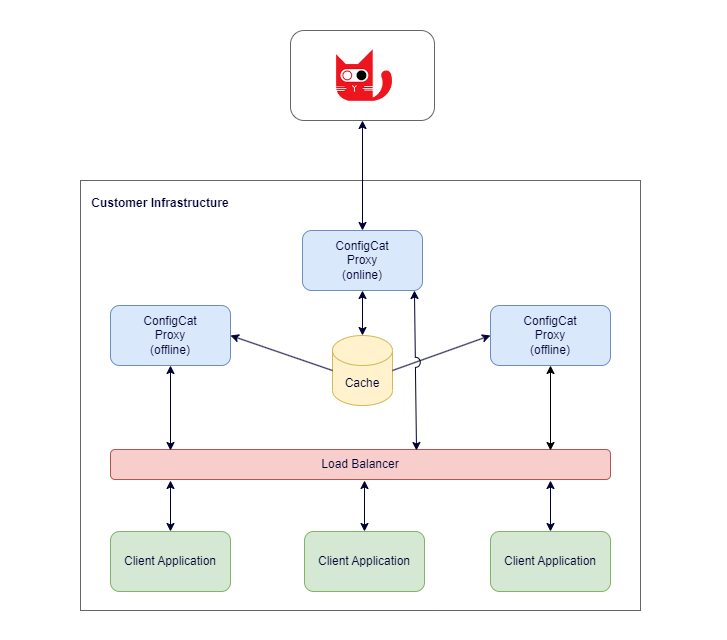 Customer Infrastructure
ConfigCat
Proxy
(online)
ConfigCat
Proxy
(offline)
ConfigCat
Proxy
(offline)
Cache
Load Balancer
Client Application
Client Application
Client Application